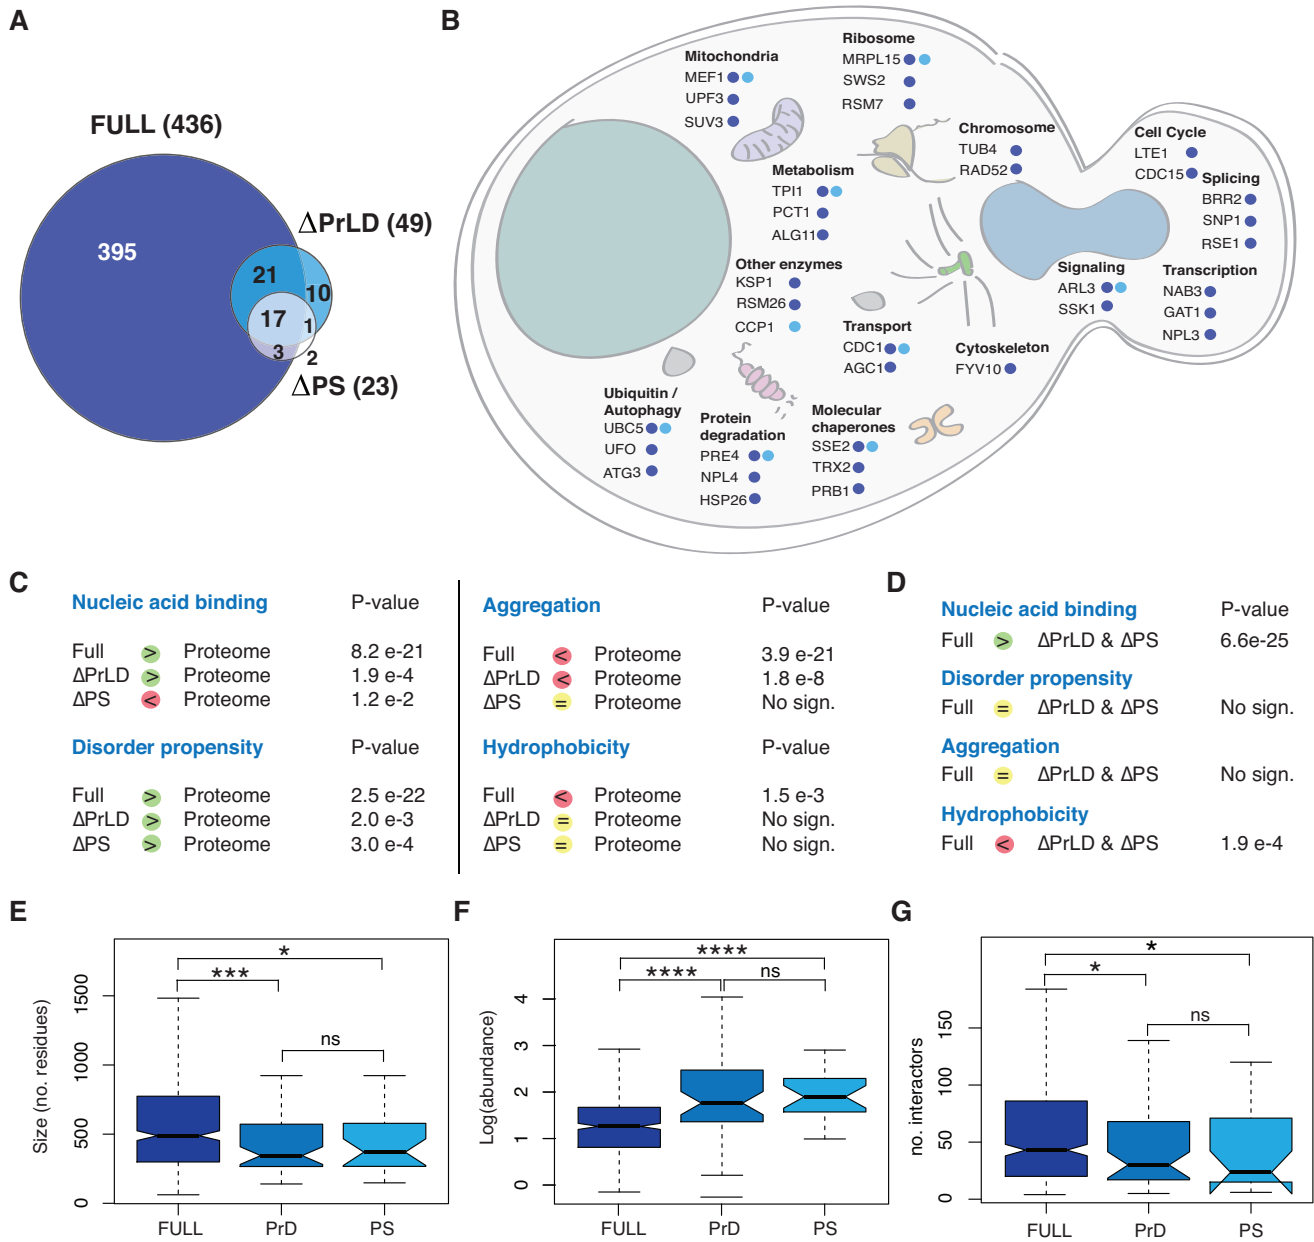 A
FULL (436)
ΔPrLD (49)
395
21
10
17
1
3
2
ΔPS (23)
B
Mitochondria
MEF1
UPF3
SUV3
Ribosome
MRPL15
SWS2
RSM7
Chromosome
TUB4
RAD52
Cell Cycle
LTE1
CDC15
Splicing
BRR2
SNP1
RSE1
Metabolism
TPI1
PCT1
ALG11
Other enzymes
KSP1
RSM26
CCP1
Signaling
ARL3
SSK1
Transcription
NAB3
GAT1
NPL3
Transport
CDC1
AGC1
Cytoskeleton
FYV10
Ubiquitin /
Autophagy
UBC5
UFO
ATG3
Protein
degradation
PRE4
NPL4
HSP26
Molecular
chaperones
SSE2
TRX2
PRB1
C
Nucleic acid binding P-value
Full > Proteome 8.2 e-21
ΔPrLD > Proteome 1.9 e-4
ΔPS < Proteome 1.2 e-2
Disorder propensity P-value
Full > Proteome 2.5 e-22
ΔPrLD > Proteome 2.0 e-3
ΔPS > Proteome 3.0 e-4
Aggregation P-value
Full < Proteome 3.9 e-21
ΔPrLD < Proteome 1.8 e-8
ΔPS = Proteome No sign.
Hydrophobicity P-value
Full < Proteome 1.5 e-3
ΔPrLD = Proteome No sign.
ΔPS = Proteome No sign.
D
Nucleic acid binding P-value
Full > ΔPrLD & ΔPS 6.6e-25
Disorder propensity
Full = ΔPrLD & ΔPS No sign.
Aggregation
Full = ΔPrLD & ΔPS No sign.
Hydrophobicity
Full < ΔPrLD & ΔPS 1.9 e-4
E
Size (no. residues)
1500
1000
500
0
*
***
ns
FULL PrD PS
F
Log(abundance)
4
3
2
1
0
****
**** ns
FULL PrD PS
G
no. interactors
150
100
50
0
*
*
ns
FULL PrD PS